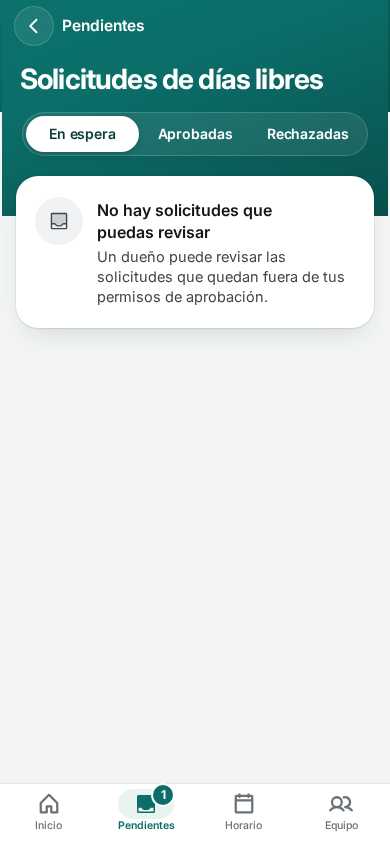 Pendientes
Solicitudes de días libres
En espera
Aprobadas
Rechazadas
No hay solicitudes que
puedas revisar
Un dueño puede revisar las
solicitudes que quedan fuera de tus
permisos de aprobación.
1
Inicio
Pendientes
Horario
Equipo